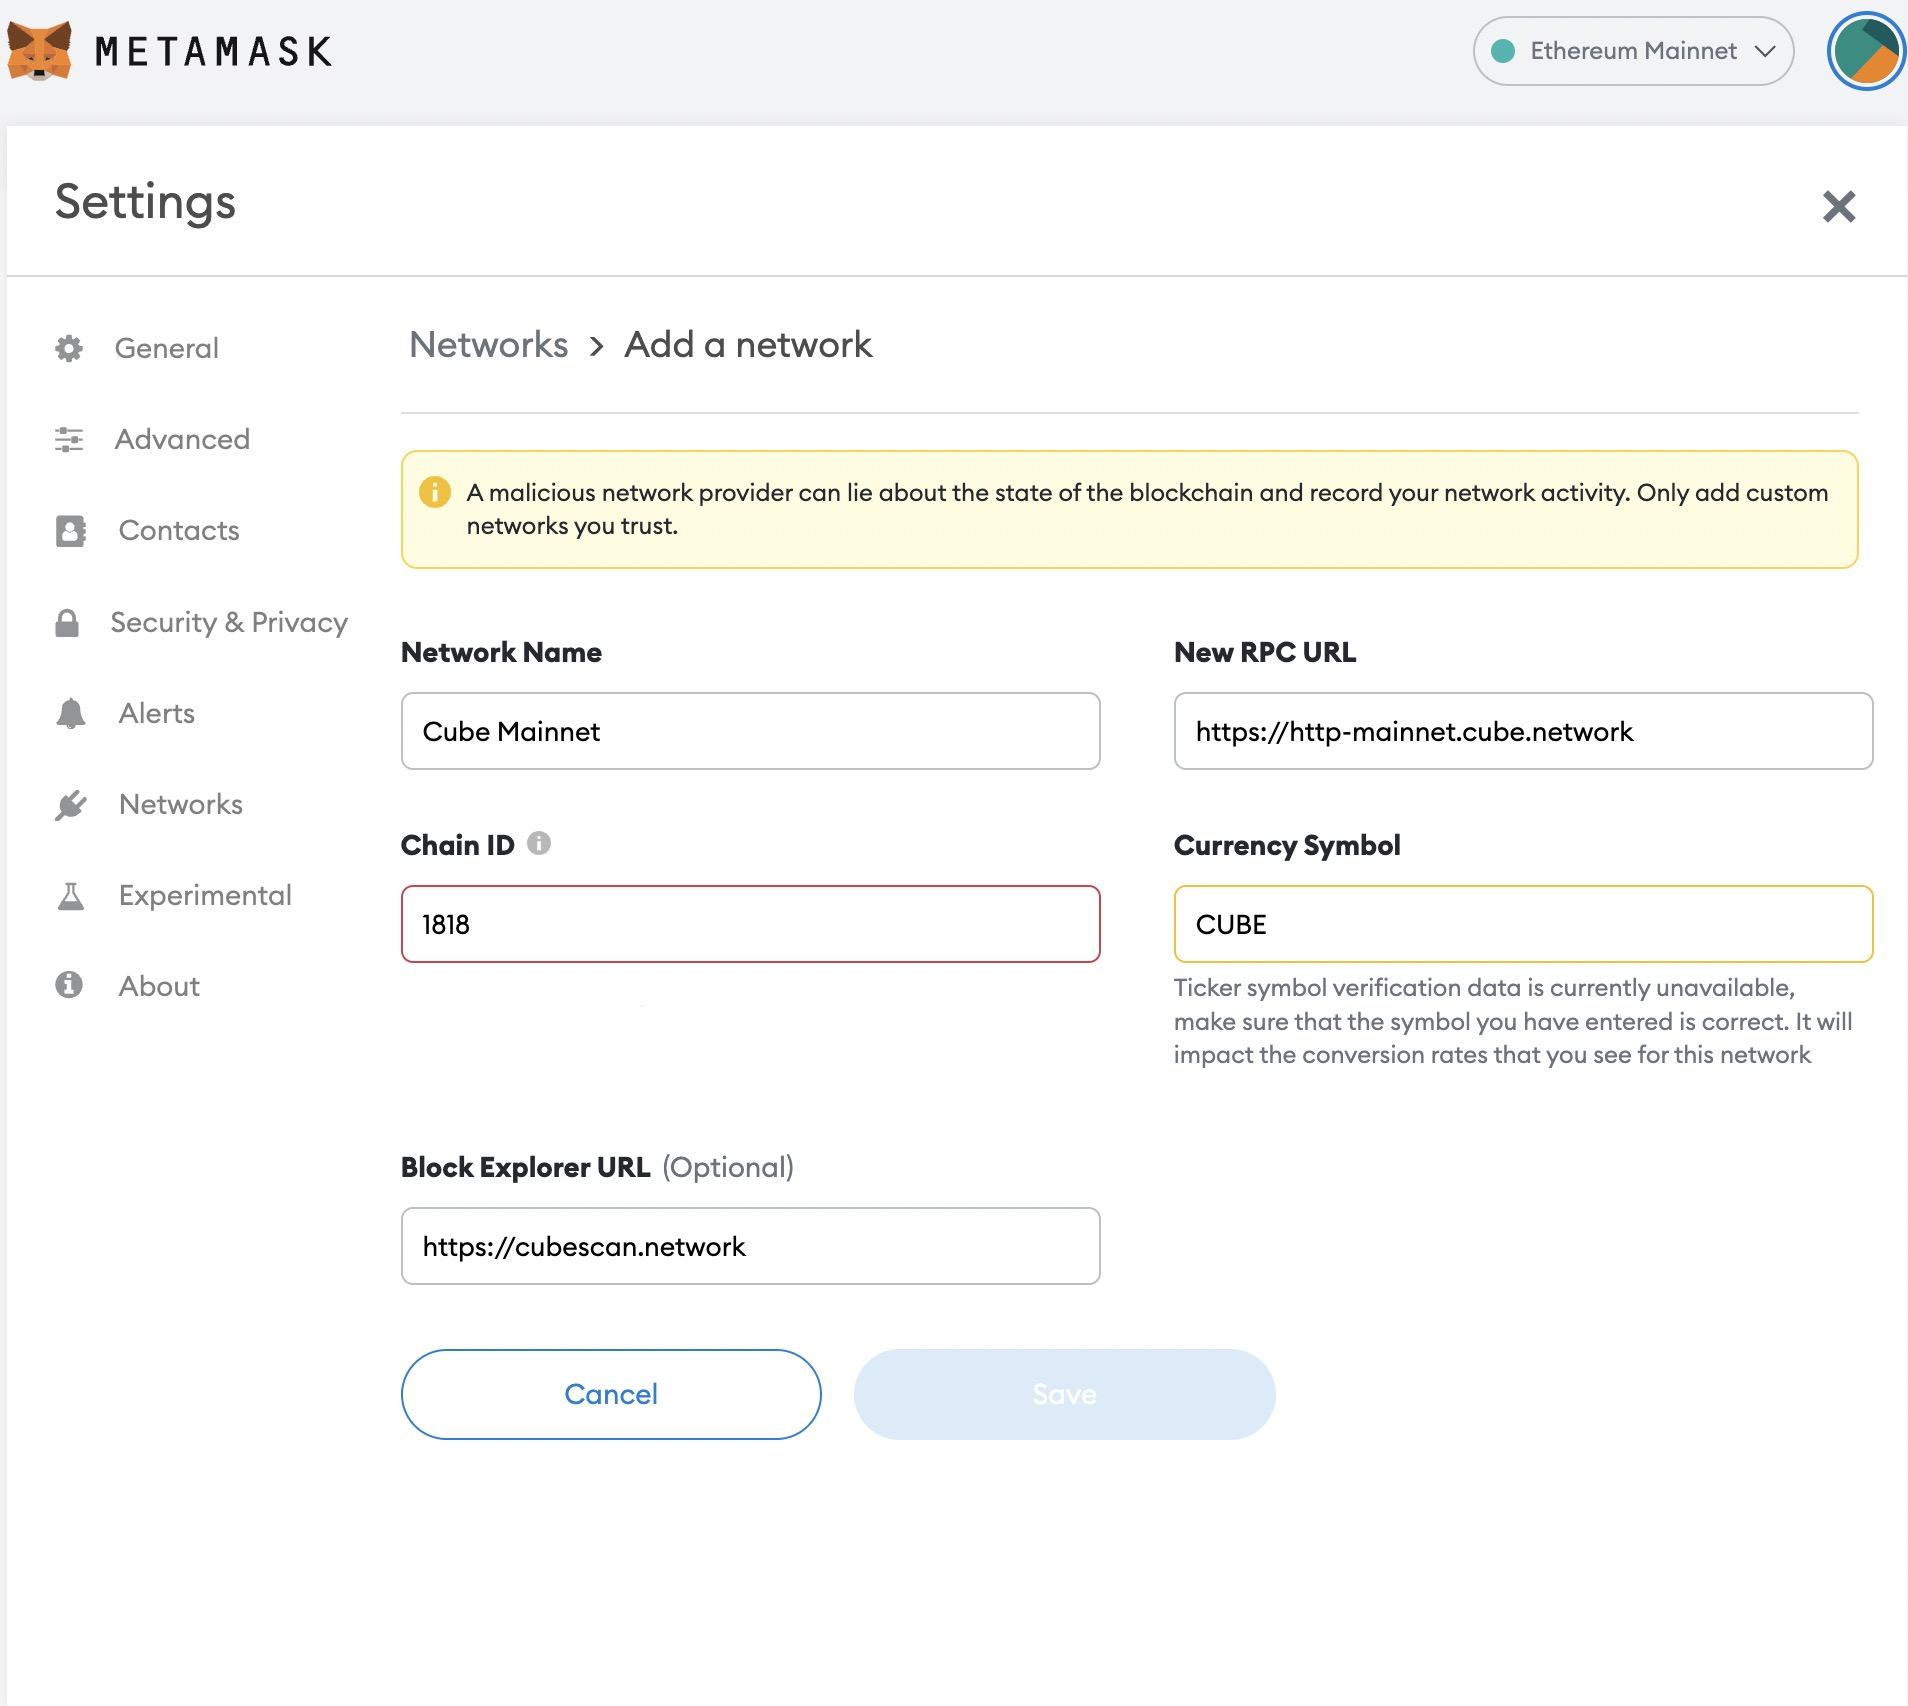 METAMASK
Ethereum Mainnet
Settings
General
Advanced
Contacts
Security & Privacy
Alerts
Networks
Experimental
About
Networks > Add a network
A malicious network provider can lie about the state of the blockchain and record your network activity. Only add custom
networks you trust.
Network Name
Cube Mainnet
New RPC URL
https://http-mainnet.cube.network
Chain ID
1818
Currency Symbol
CUBE
Ticker symbol verification data is currently unavailable,
make sure that the symbol you have entered is correct. It will
impact the conversion rates that you see for this network
Block Explorer URL (Optional)
https://cubescan.network
Cancel
Save